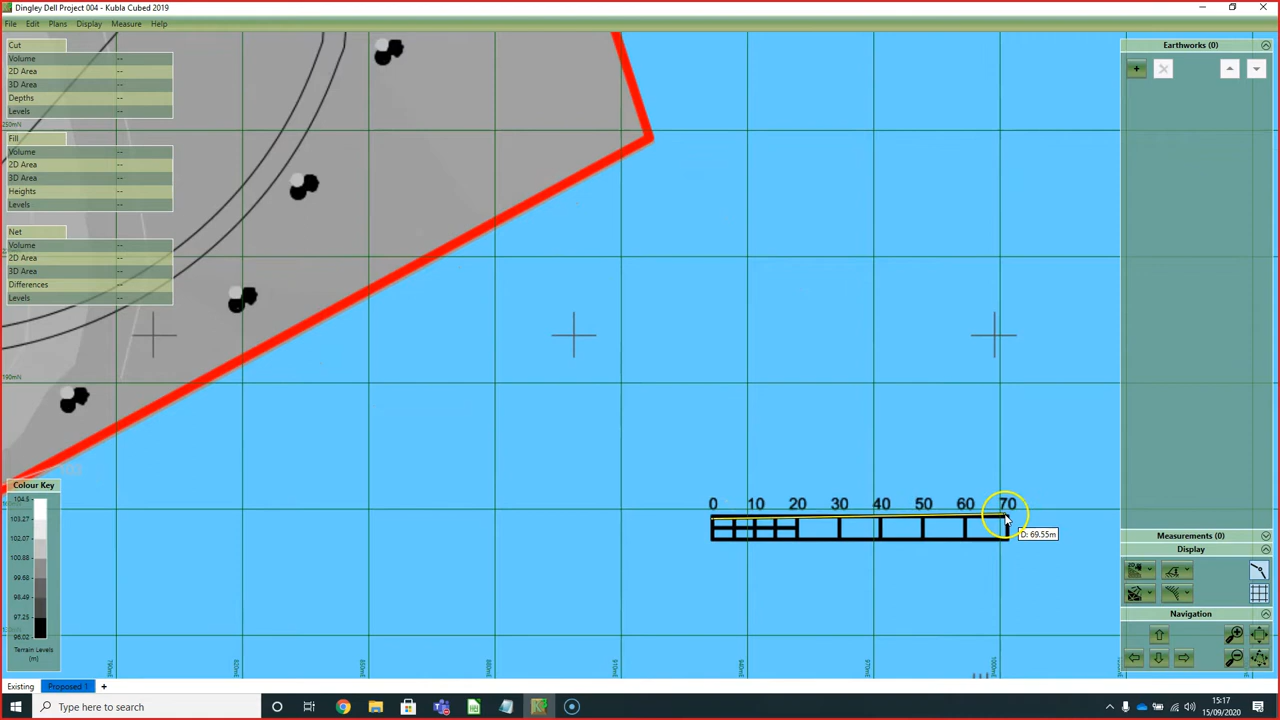 Dingley Dell Project 004 - Kubla Cubed 2019
File Edit Plans Display Measure Help
Cut
Volume --
2D Area --
3D Area --
Depths --
Levels --
250mN
Fill
Volume --
2D Area --
3D Area --
Heights --
Levels --
Net
Volume --
2D Area --
3D Area --
Differences --
Levels --
190mN
Colour Key
104.5
103.27
102.07
100.88
99.68
98.49
97.23
96.02
Terrain Levels
(m)
0 10 20 30 40 50 60 70
D: 69.55m
Earthworks (0)
Measurements (0)
Display
Navigation
Existing Proposed 1 +
Type here to search
15:17
15/09/2020